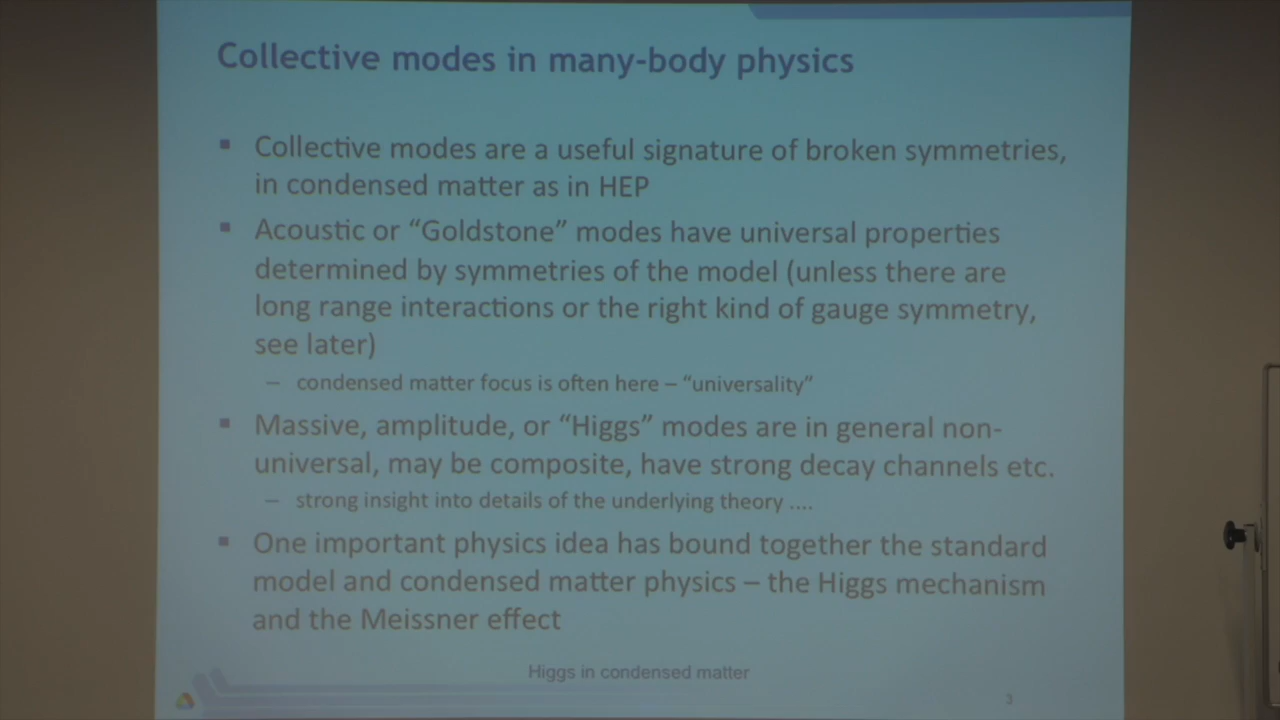 Collective modes in many-body physics
▪ Collective modes are a useful signature of broken symmetries,
in condensed matter as in HEP
▪ Acoustic or “Goldstone” modes have universal properties
determined by symmetries of the model (unless there are
long range interactions or the right kind of gauge symmetry,
see later)
– condensed matter focus is often here – “universality”
▪ Massive, amplitude, or “Higgs” modes are in general non-
universal, may be composite, have strong decay channels etc.
– strong insight into details of the underlying theory ....
▪ One important physics idea has bound together the standard
model and condensed matter physics – the Higgs mechanism
and the Meissner effect
Higgs in condensed matter
3